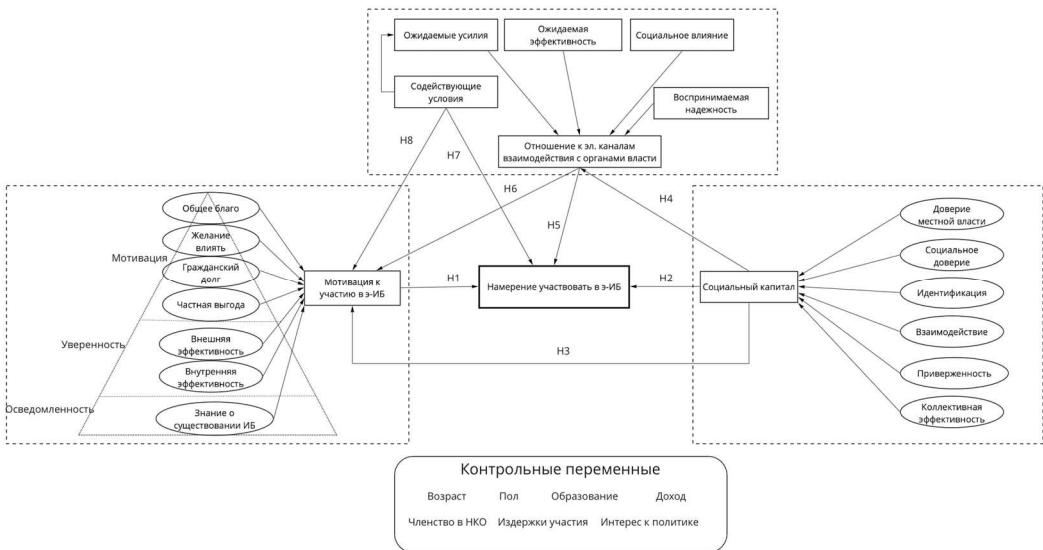 Ожидаемые усилия
Ожидаемая
эффективность
Социальное влияние
Содействующие
условия
Воспринимаемая
надежность
Отношение к эл. каналам
взаимодействия с органами власти
H8
H7
H6
H5
H4
Мотивация
Уверенность
Осведомленность
Общее благо
Желание
влиять
Гражданский
долг
Частная выгода
Внешняя
эффективность
Внутренняя
эффективность
Знание о
существовании ИБ
Мотивация к
участию в э-ИБ
H1
Намерение участвовать в э-ИБ
H2
Социальный капитал
H3
Доверие
местной власти
Социальное
доверие
Идентификация
Взаимодействие
Приверженность
Коллективная
эффективность
Контрольные переменные
Возраст Пол Образование Доход
Членство в НКО Издержки участия Интерес к политике